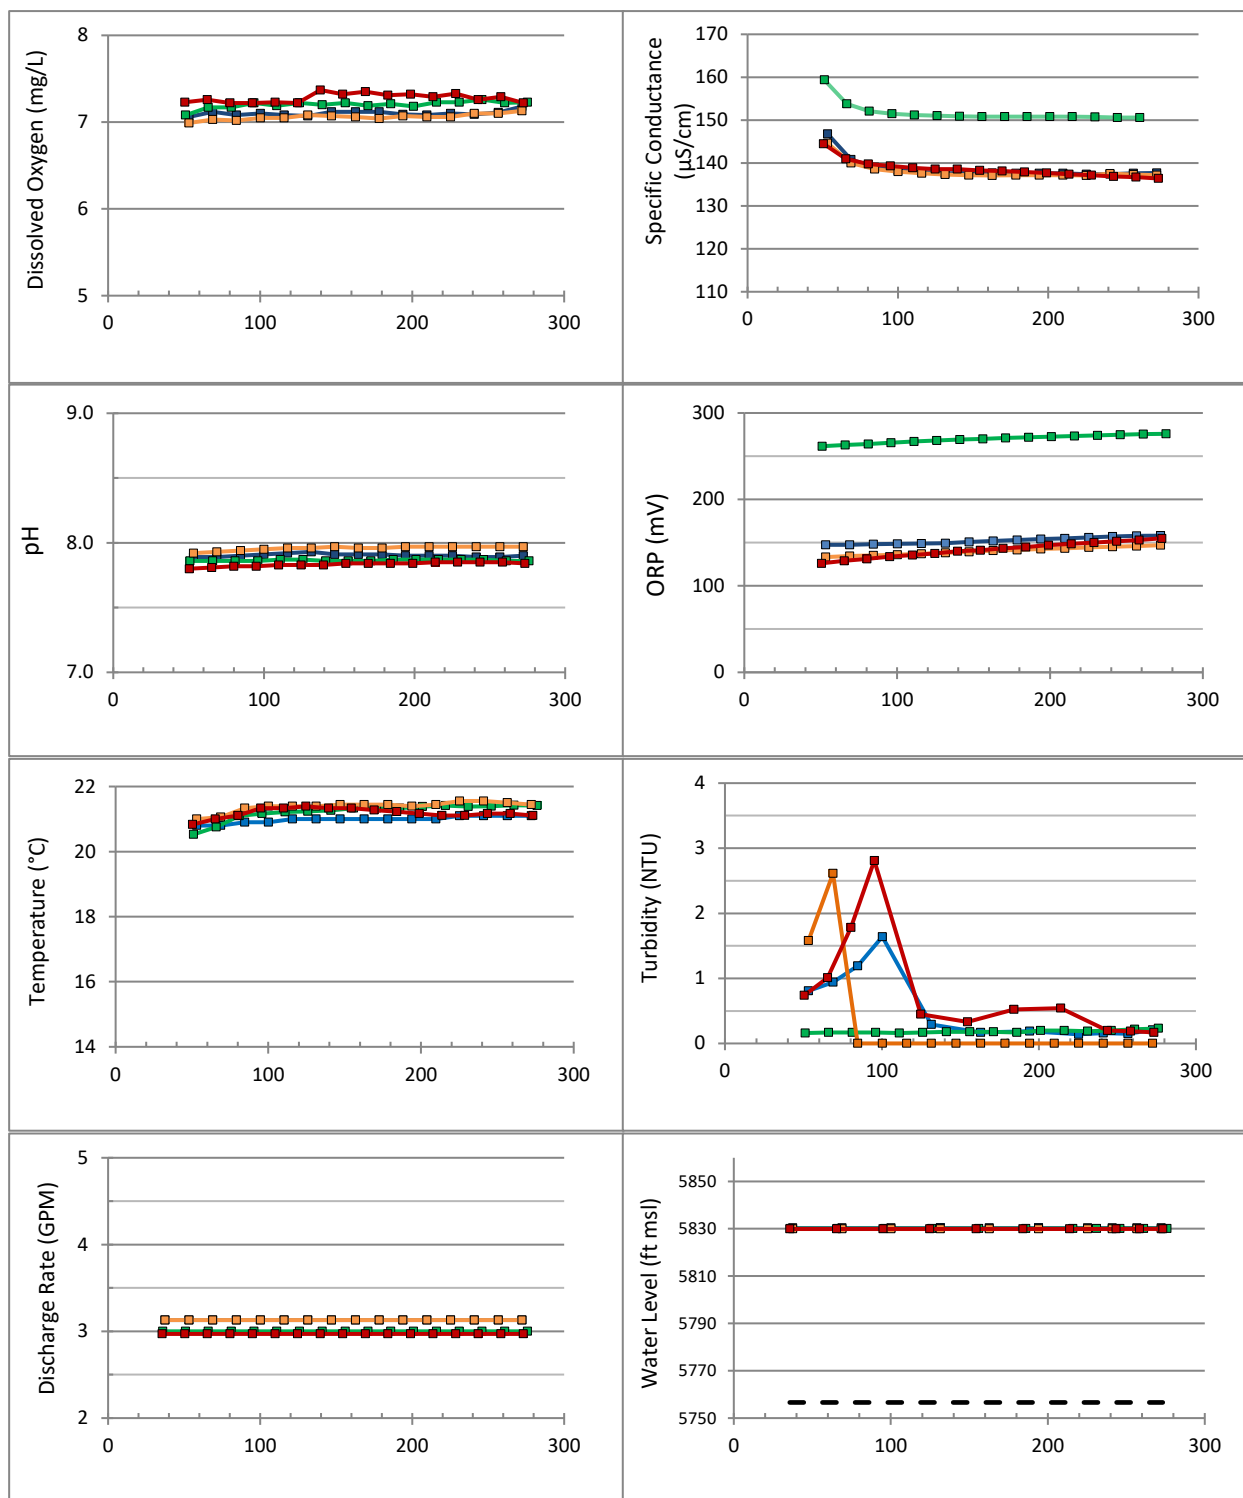 Dissolved Oxygen (mg/L)
8
7
6
5
0 100 200 300
Specific Conductance
(µS/cm)
170
160
150
140
130
120
110
0 100 200 300
pH
9.0
8.0
7.0
0 100 200 300
ORP (mV)
300
200
100
0
0 100 200 300
Temperature (°C)
22
20
18
16
14
0 100 200 300
Turbidity (NTU)
4
3
2
1
0
0 100 200 300
Discharge Rate (GPM)
5
4
3
2
0 100 200 300
Water Level (ft msl)
5850
5830
5810
5790
5770
5750
0 100 200 300